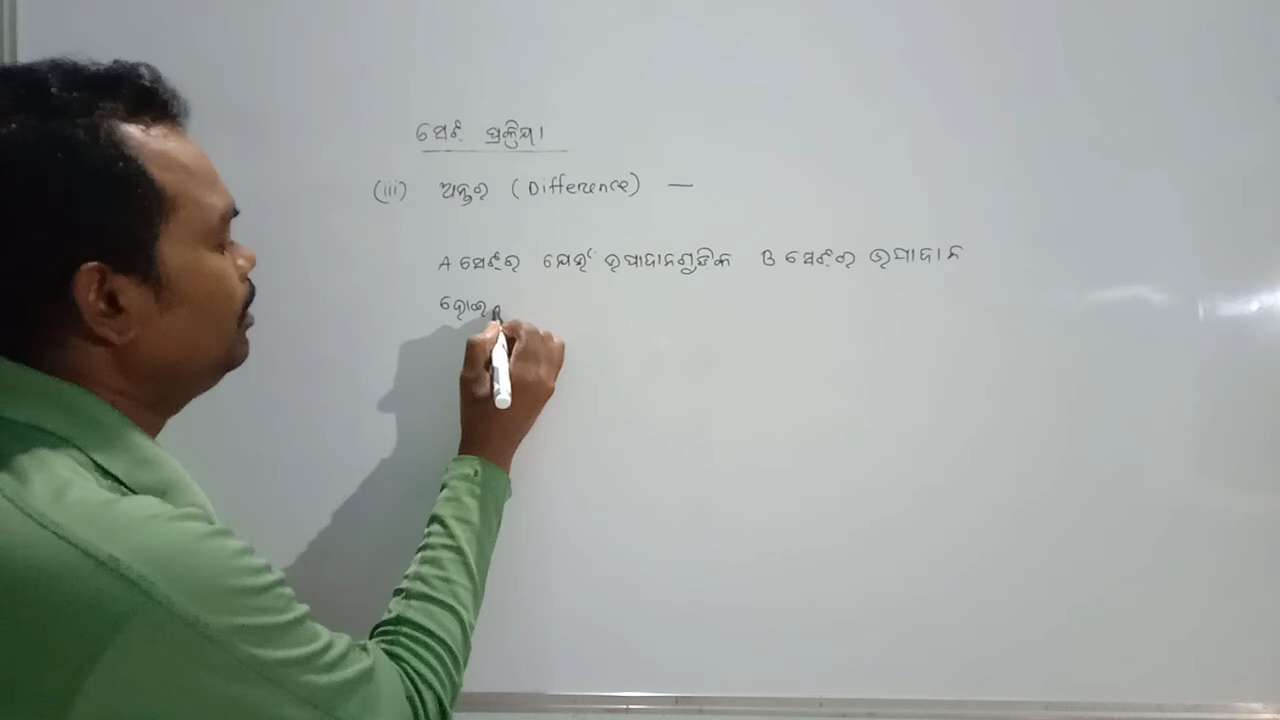 ସେଟ୍ ପ୍ରକ୍ରିୟା
(iii) ଅନ୍ତର (Difference) —
A ସେଟ୍‌ର ଯେଉଁ ଉପାଦାନଗୁଡିକ B ସେଟ୍‌ର ଉପାଦାନ
ହୋଇ